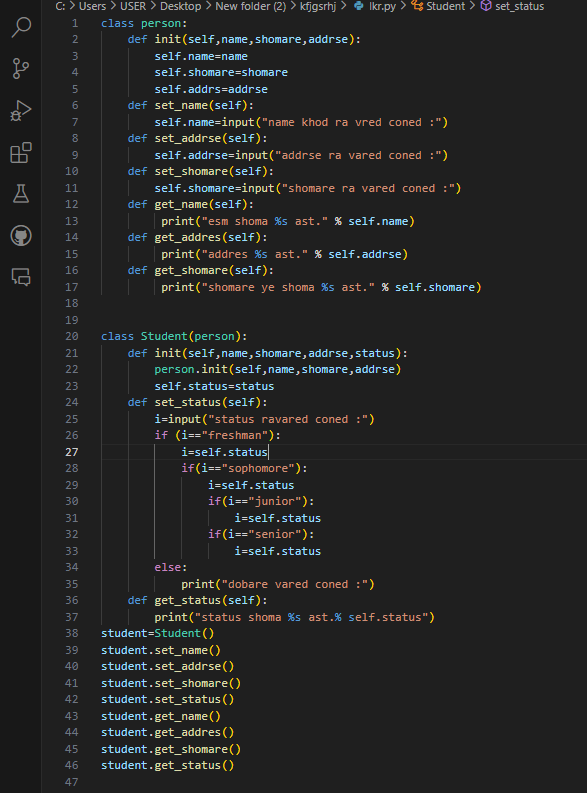 C: > Users > USER > Desktop > New folder (2) > kfjgsrhj > lkr.py > Student > set_status
1 class person:
2     def init(self,name,shomare,addrse):
3         self.name=name
4         self.shomare=shomare
5         self.addrs=addrse
6     def set_name(self):
7         self.name=input("name khod ra vred coned :")
8     def set_addrse(self):
9         self.addrse=input("addrse ra vared coned :")
10     def set_shomare(self):
11         self.shomare=input("shomare ra vared coned :")
12     def get_name(self):
13          print("esm shoma %s ast." % self.name)
14     def get_addres(self):
15          print("addres %s ast." % self.addrse)
16     def get_shomare(self):
17          print("shomare ye shoma %s ast." % self.shomare)
18
19
20 class Student(person):
21     def init(self,name,shomare,addrse,status):
22         person.init(self,name,shomare,addrse)
23         self.status=status
24     def set_status(self):
25         i=input("status ravared coned :")
26         if (i=="freshman"):
27             i=self.status
28             if(i=="sophomore"):
29                 i=self.status
30                 if(i=="junior"):
31                     i=self.status
32                 if(i=="senior"):
33                     i=self.status
34         else:
35             print("dobare vared coned :")
36     def get_status(self):
37         print("status shoma %s ast.% self.status")
38 student=Student()
39 student.set_name()
40 student.set_addrse()
41 student.set_shomare()
42 student.set_status()
43 student.get_name()
44 student.get_addres()
45 student.get_shomare()
46 student.get_status()
47